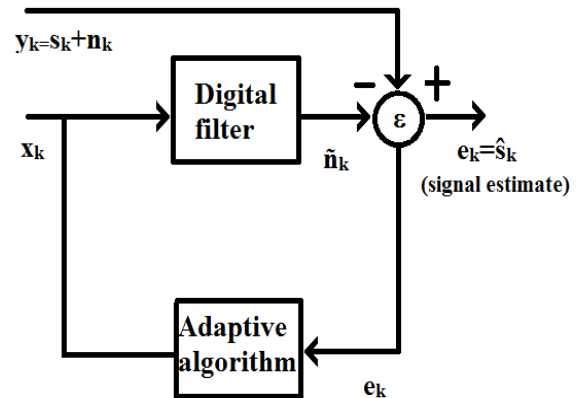 yₖ=sₖ+nₖ
Digital
filter
xₖ
−
+
ε
ñₖ
eₖ=ŝₖ
(signal estimate)
Adaptive
algorithm
eₖ